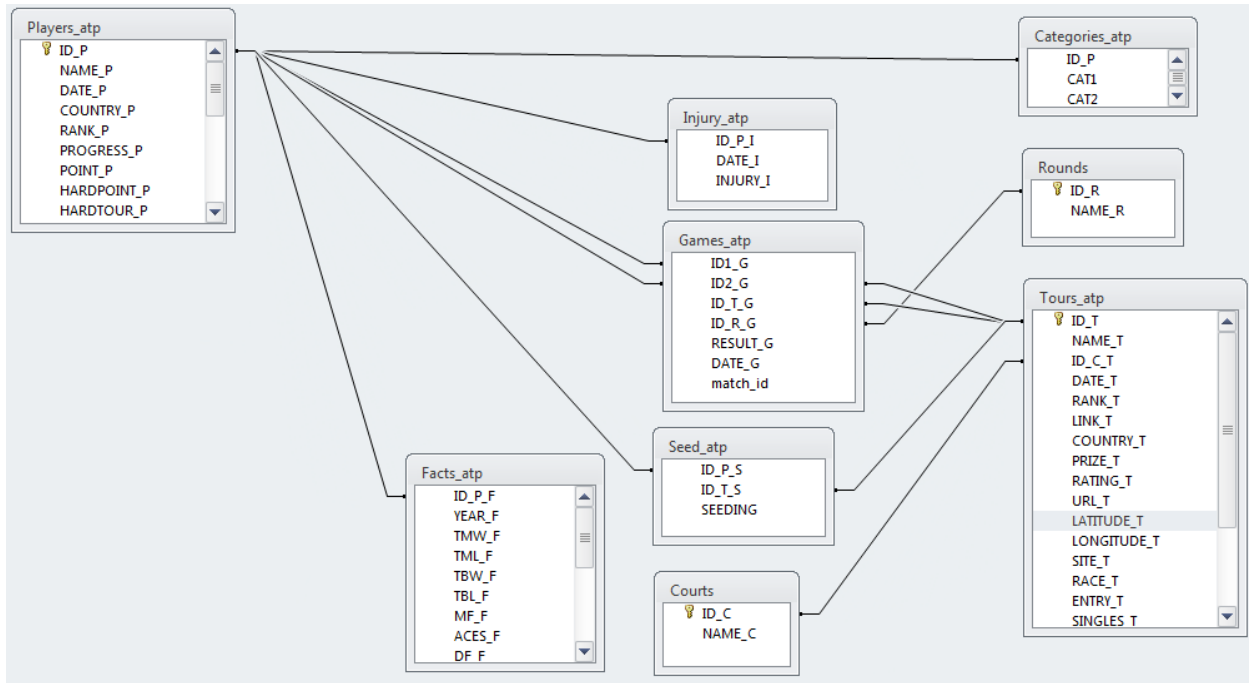 Players_atp
ID_P
NAME_P
DATE_P
COUNTRY_P
RANK_P
PROGRESS_P
POINT_P
HARDPOINT_P
HARDTOUR_P
Categories_atp
ID_P
CAT1
CAT2
Injury_atp
ID_P_I
DATE_I
INJURY_I
Rounds
ID_R
NAME_R
Games_atp
ID1_G
ID2_G
ID_T_G
ID_R_G
RESULT_G
DATE_G
match_id
Tours_atp
ID_T
NAME_T
ID_C_T
DATE_T
RANK_T
LINK_T
COUNTRY_T
PRIZE_T
RATING_T
URL_T
LATITUDE_T
LONGITUDE_T
SITE_T
RACE_T
ENTRY_T
SINGLES_T
Seed_atp
ID_P_S
ID_T_S
SEEDING
Facts_atp
ID_P_F
YEAR_F
TMW_F
TML_F
TBW_F
TBL_F
MF_F
ACES_F
DF_F
Courts
ID_C
NAME_C